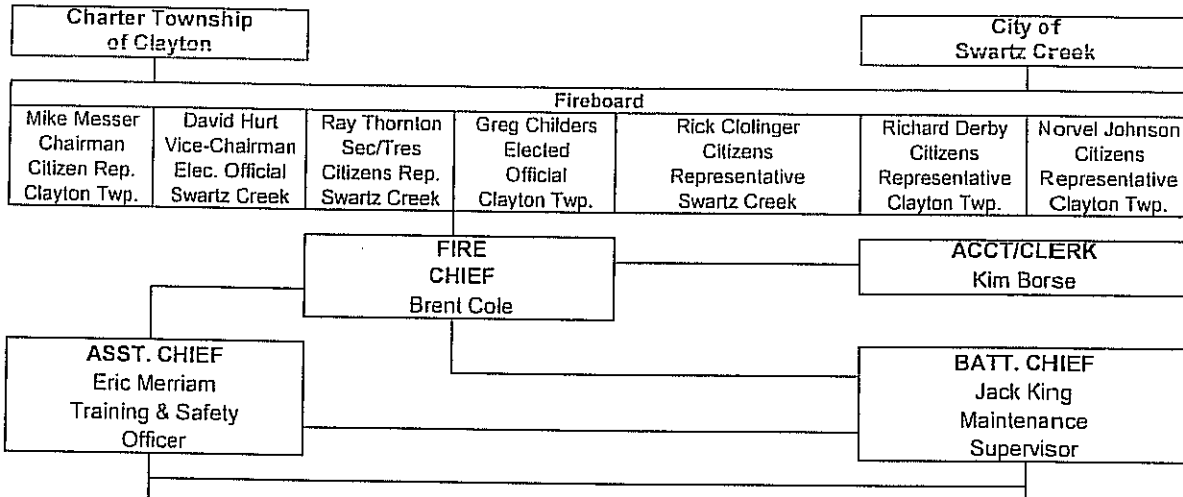 Charter Township
of Clayton
City of
Swartz Creek
Fireboard
Mike Messer
Chairman
Citizen Rep.
Clayton Twp.
David Hurt
Vice-Chairman
Elec. Official
Swartz Creek
Ray Thornton
Sec/Tres
Citizens Rep.
Swartz Creek
Greg Childers
Elected
Official
Clayton Twp.
Rick Clolinger
Citizens
Representative
Swartz Creek
Richard Derby
Citizens
Representative
Clayton Twp.
Norvel Johnson
Citizens
Representative
Clayton Twp.
FIRE
CHIEF
Brent Cole
ACCT/CLERK
Kim Borse
ASST. CHIEF
Eric Merriam
Training & Safety
Officer
BATT. CHIEF
Jack King
Maintenance
Supervisor